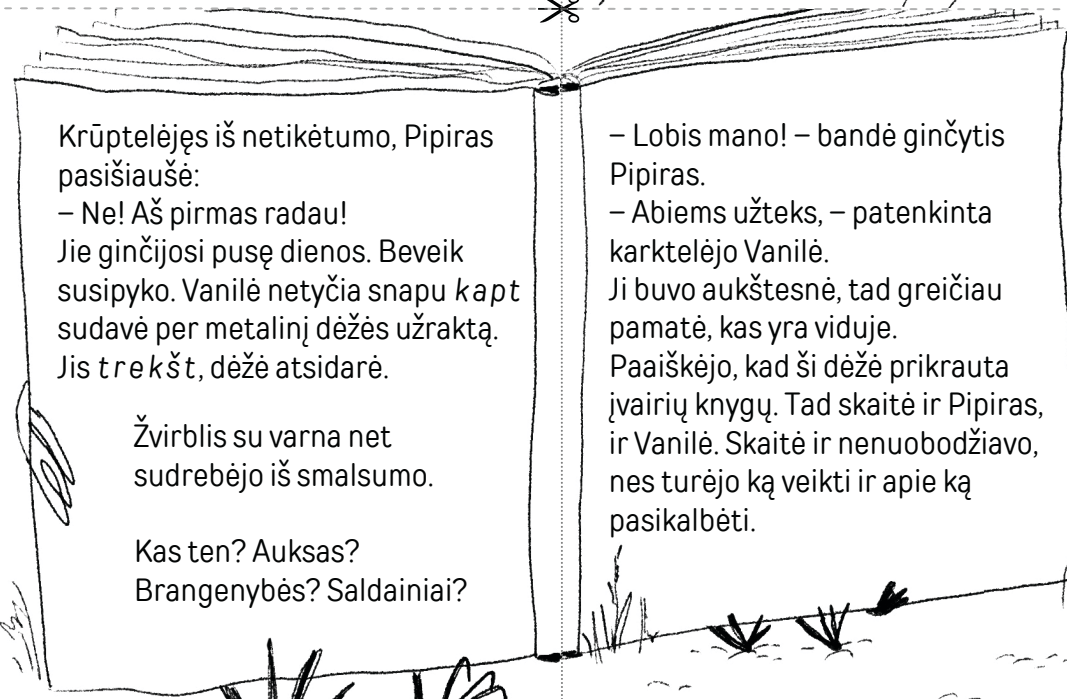 Krūptelėjęs iš netikėtumo, Pipiras
pasišiaušė:
– Ne! Aš pirmas radau!
Jie ginčijosi pusę dienos. Beveik
susipyko. Vanilė netyčia snapu kapt
sudavė per metalinį dėžės užraktą.
Jis trekšt, dėžė atsidarė.
Žvirblis su varna net
sudrebėjo iš smalsumo.
Kas ten? Auksas?
Brangenybės? Saldainiai?
– Lobis mano! – bandė ginčytis
Pipiras.
– Abiems užteks, – patenkinta
karktelėjo Vanilė.
Ji buvo aukštesnė, tad greičiau
pamatė, kas yra viduje.
Paaiškėjo, kad ši dėžė prikrauta
įvairių knygų. Tad skaitė ir Pipiras,
ir Vanilė. Skaitė ir nenuobodžiavo,
nes turėjo ką veikti ir apie ką
pasikalbėti.